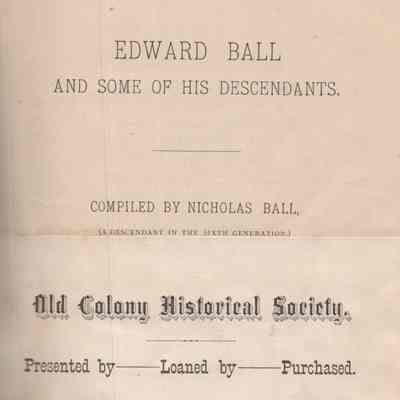 EDWARD BALL
AND SOME OF HIS DESCENDANTS.
COMPILED BY NICHOLAS BALL,
(A DESCENDANT IN THE SIXTH GENERATION.)
Old Colony Historical Society.
Presented by——Loaned by——Purchased.